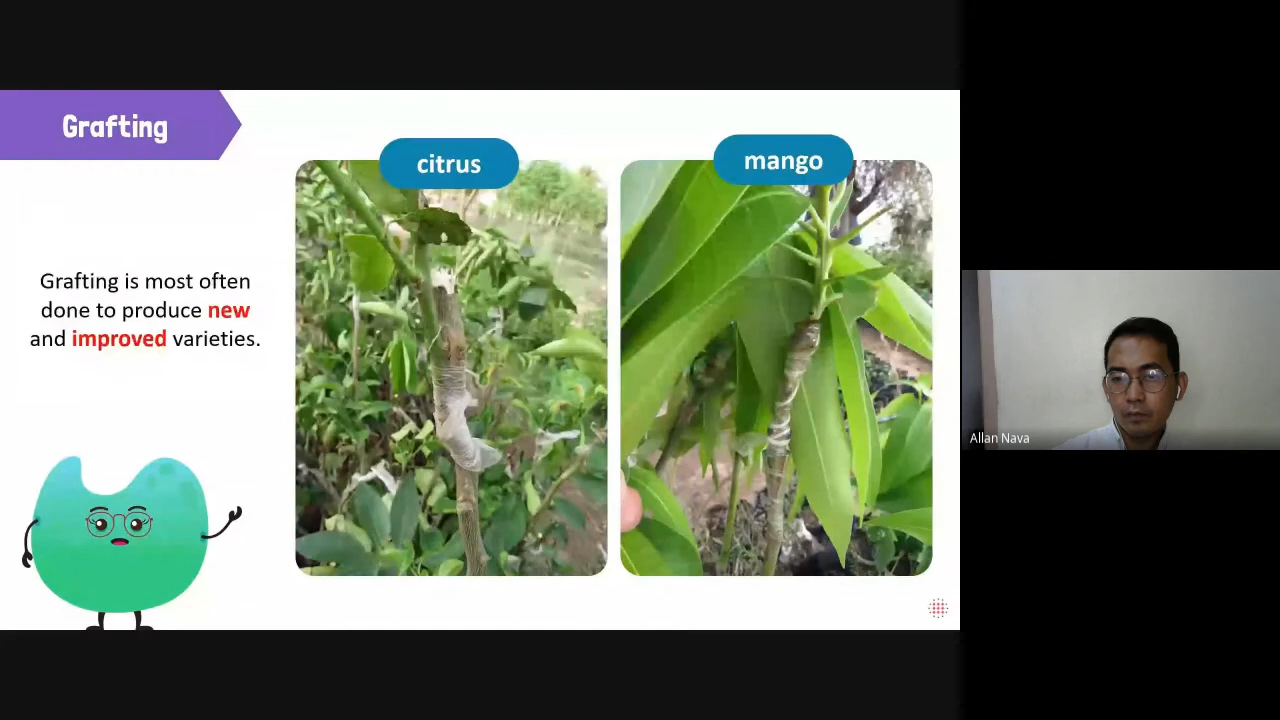 Grafting
citrus
mango
Grafting is most often
done to produce new
and improved varieties.
Allan Nava